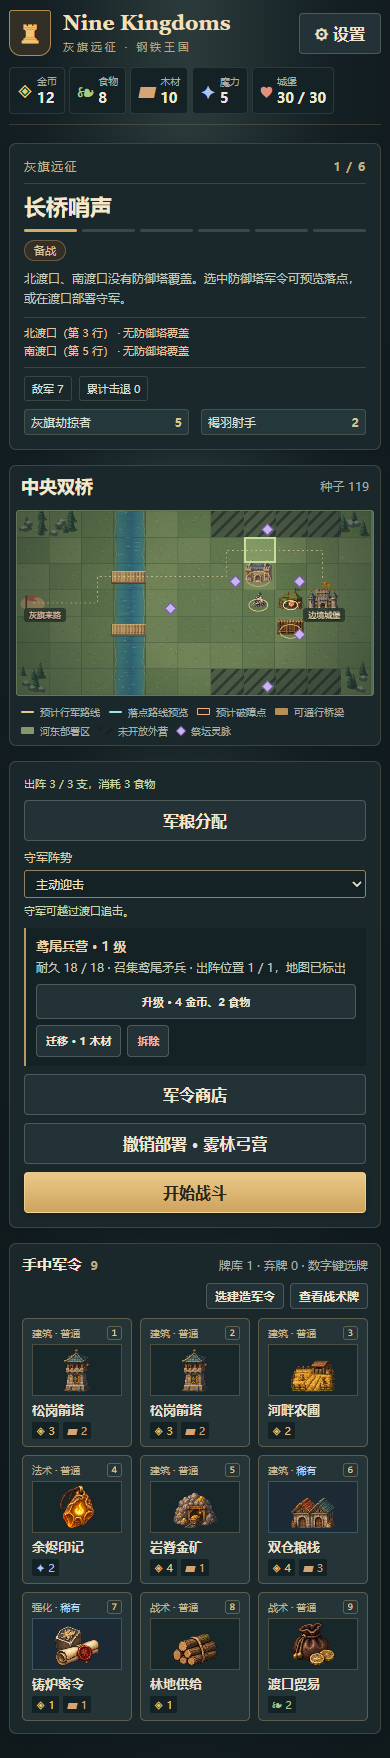 Nine Kingdoms
灰旗远征 · 钢铁王国
设置
金币 12
食物 8
木材 10
魔力 5
城堡 30 / 30
灰旗远征 1 / 6
长桥哨声
备战
北渡口、南渡口没有防御塔覆盖。选中防御塔军令可预览落点，
或在渡口部署守军。
北渡口（第 3 行） · 无防御塔覆盖
南渡口（第 5 行） · 无防御塔覆盖
敌军 7 累计击退 0
灰旗劫掠者 5 褐羽射手 2
中央双桥 种子 119
灰旗来路
边境城堡
预计行军路线 落点路线预览 预计破障点 可通行桥梁
河东部署区 未开放外营 祭坛灵脉
出阵 3 / 3 支，消耗 3 食物
军粮分配
守军阵势
主动迎击
守军可越过渡口追击。
鸢尾兵营 • 1 级
耐久 18 / 18 · 召集鸢尾矛兵 · 出阵位置 1 / 1，地图已标出
升级 • 4 金币、2 食物
迁移 • 1 木材 拆除
军令商店
撤销部署 • 雾林弓营
开始战斗
手中军令 9 牌库 1 · 弃牌 0 · 数字键选牌
选建造军令 查看战术牌
建筑 · 普通 1
松岗箭塔
3 2
建筑 · 普通 2
松岗箭塔
3 2
建筑 · 普通 3
河畔农圃
2
法术 · 普通 4
余烬印记
2
建筑 · 普通 5
岩脊金矿
4 1
建筑 · 稀有 6
双仓粮栈
4 3
强化 · 稀有 7
铸炉密令
1 1
战术 · 普通 8
林地供给
1
战术 · 普通 9
渡口贸易
2